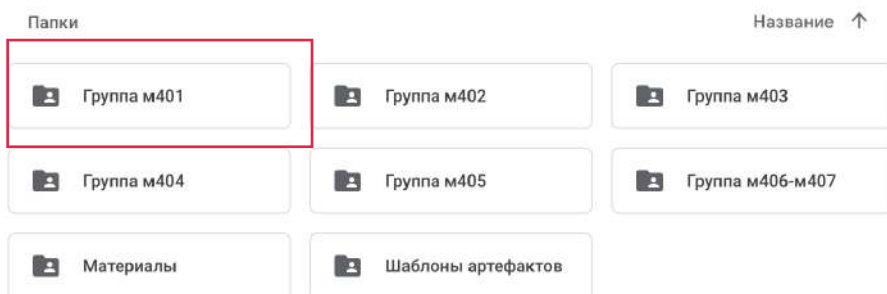 Папки Название
Группа м401 Группа м402 Группа м403
Группа м404 Группа м405 Группа м406-м407
Материалы Шаблоны артефактов